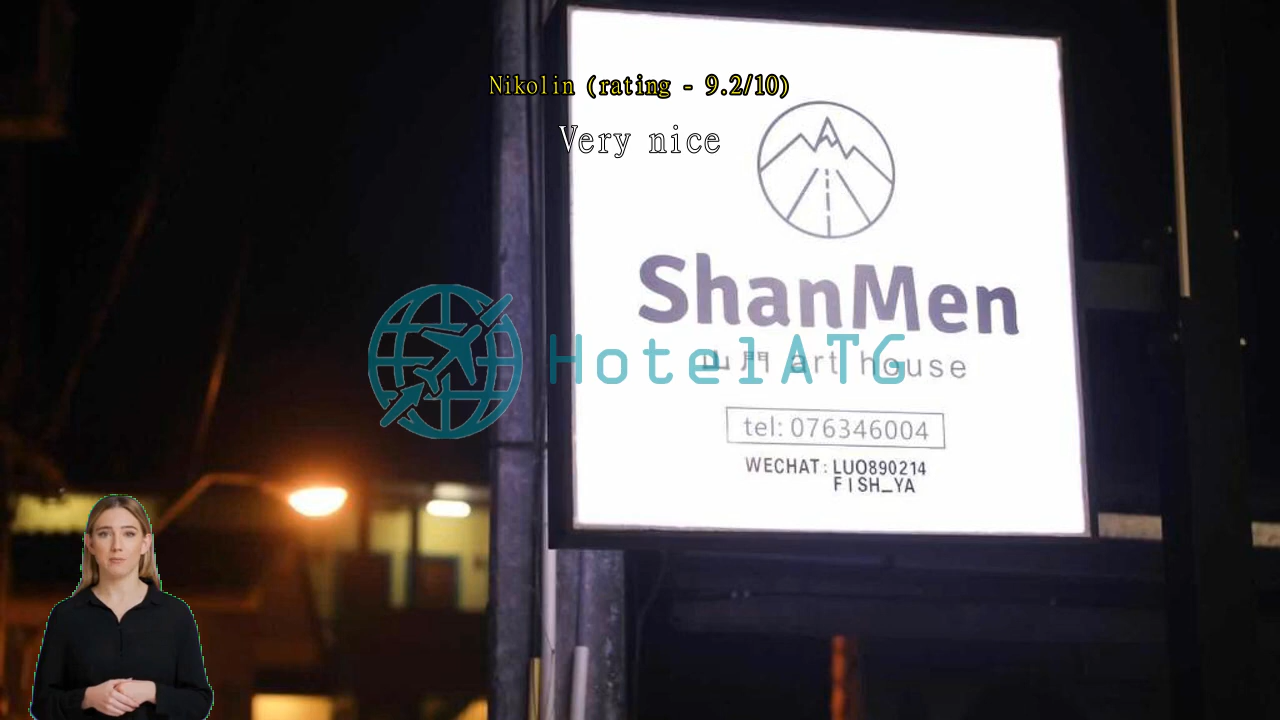 Nikolin (rating - 9.2/10)
Very nice
ShanMen
HotelATG
山門 art house
tel: 076346004
WECHAT: LUO890214
FISH_YA